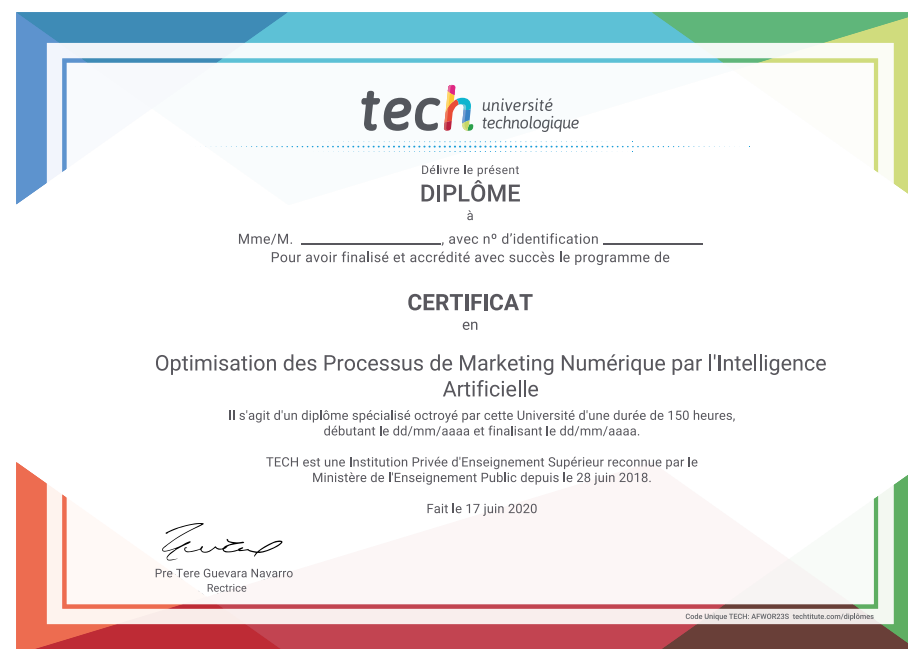 tech université
technologique
Délivre le présent
DIPLÔME
à
Mme/M. ____________________, avec nº d'identification ______________
Pour avoir finalisé et accrédité avec succès le programme de
CERTIFICAT
en
Optimisation des Processus de Marketing Numérique par l'Intelligence
Artificielle
Il s'agit d'un diplôme spécialisé octroyé par cette Université d'une durée de 150 heures,
débutant le dd/mm/aaaa et finalisant le dd/mm/aaaa.
TECH est une Institution Privée d'Enseignement Supérieur reconnue par le
Ministère de l'Enseignement Public depuis le 28 juin 2018.
Fait le 17 juin 2020
Pre Tere Guevara Navarro
Rectrice
Code Unique TECH: AFWOR23S techtitute.com/diplômes